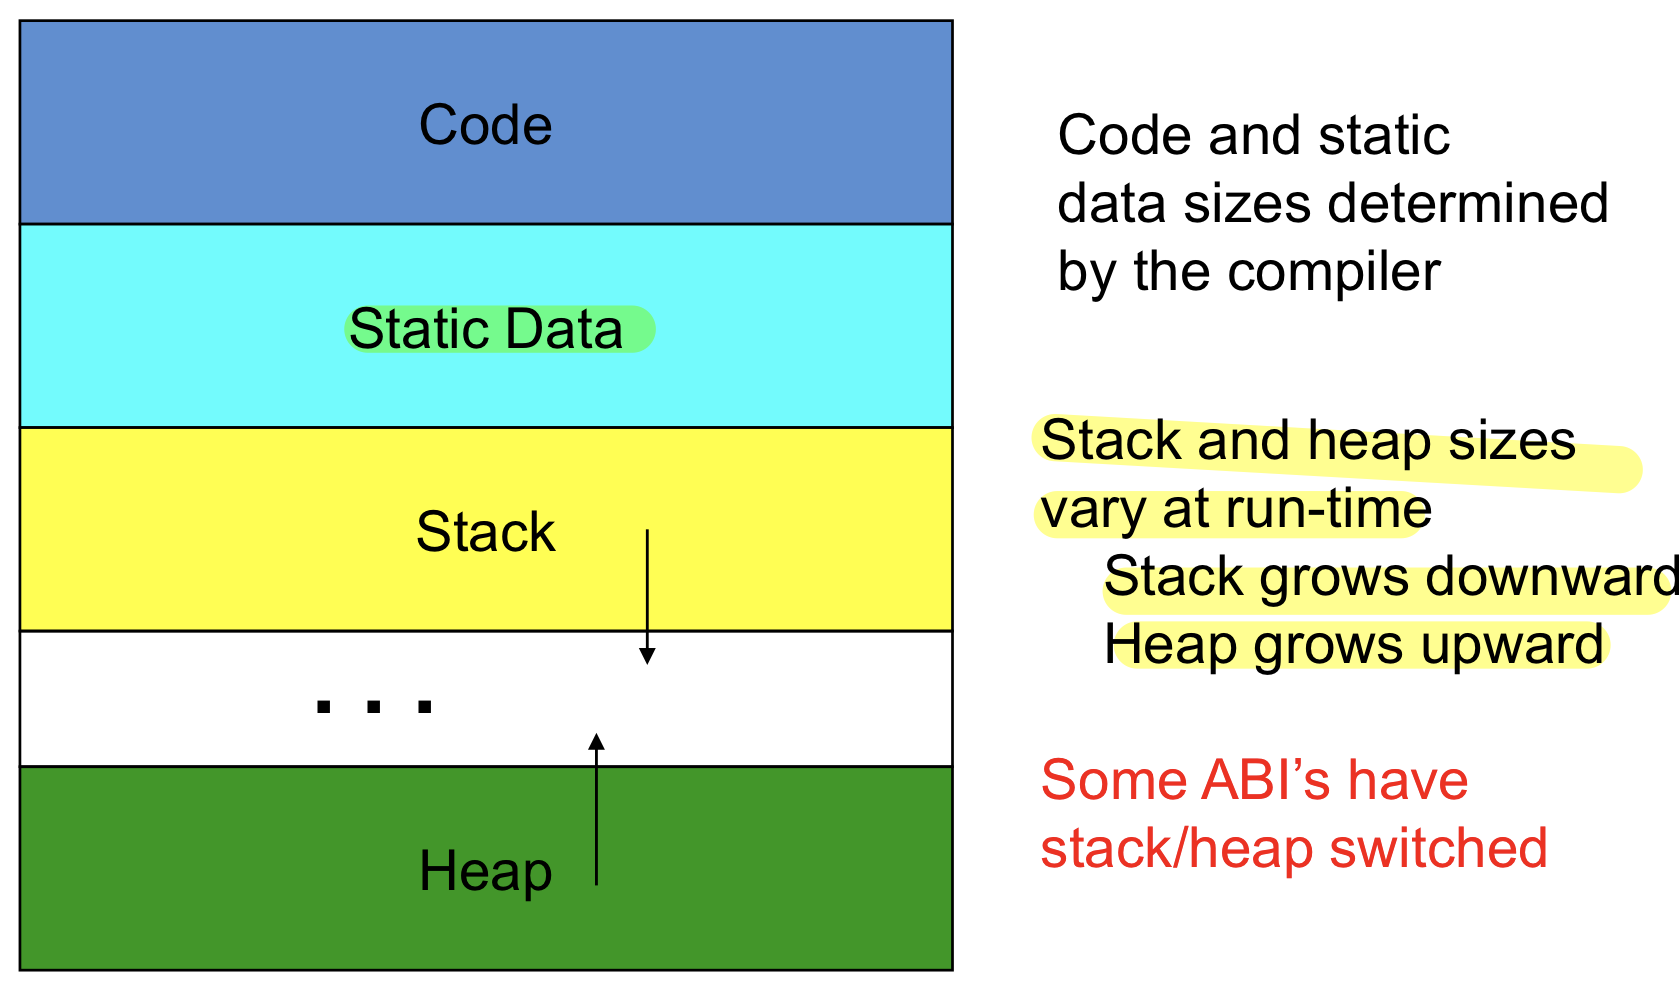 Code
Static Data
Stack
. . .
Heap
Code and static
data sizes determined
by the compiler
Stack and heap sizes
vary at run-time
Stack grows downward
Heap grows upward
Some ABI’s have
stack/heap switched